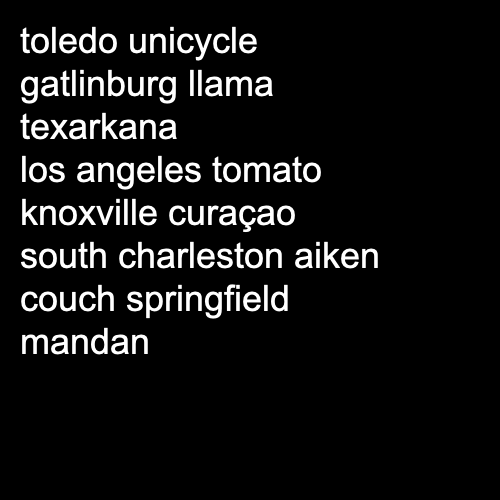 toledo unicycle
gatlinburg llama
texarkana
los angeles tomato
knoxville curaçao
south charleston aiken
couch springfield
mandan